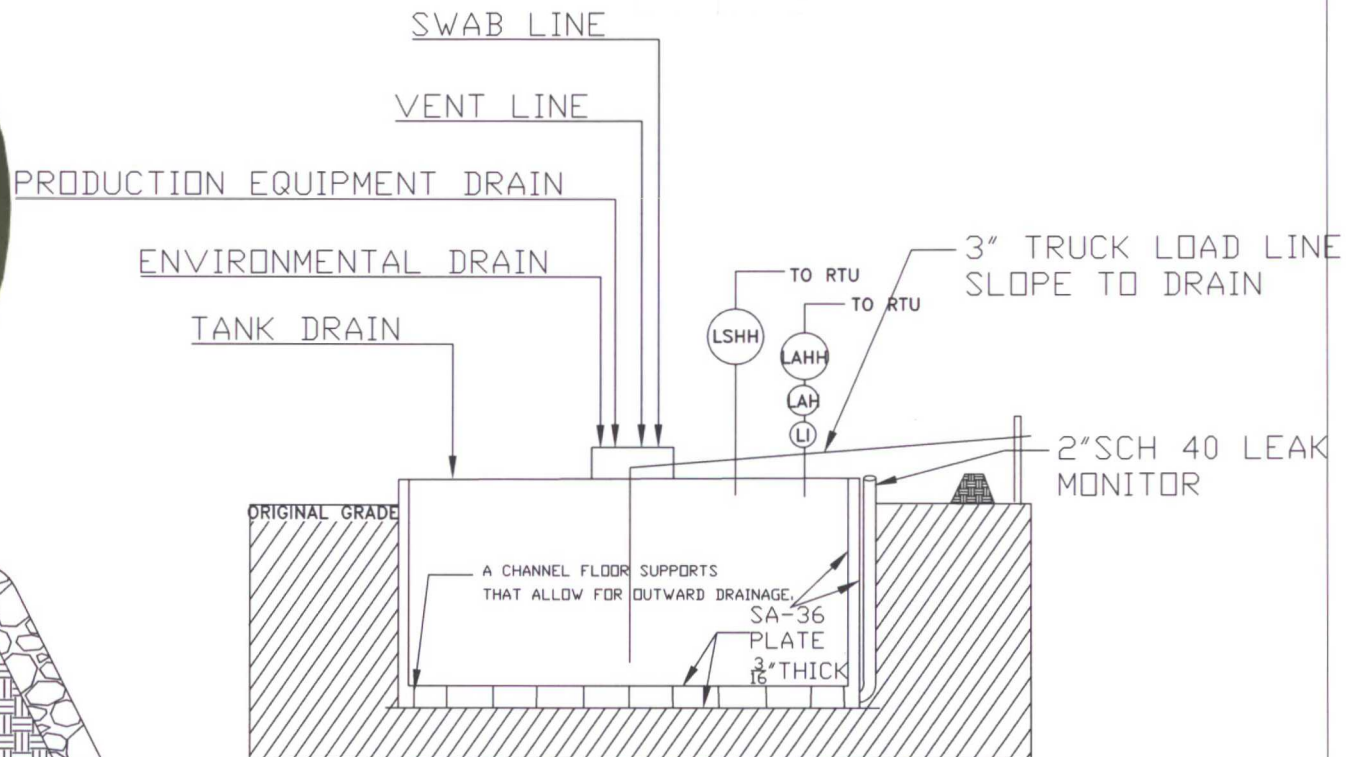 SWAB LINE
VENT LINE
PRODUCTION EQUIPMENT DRAIN
ENVIRONMENTAL DRAIN
TANK DRAIN
TO RTU
TO RTU
3" TRUCK LOAD LINE
SLOPE TO DRAIN
LSHH
LAHH
LAH
LI
2"SCH 40 LEAK
MONITOR
ORIGINAL GRADE
A CHANNEL FLOOR SUPPORTS
THAT ALLOW FOR OUTWARD DRAINAGE.
SA-36
PLATE
3/16"THICK